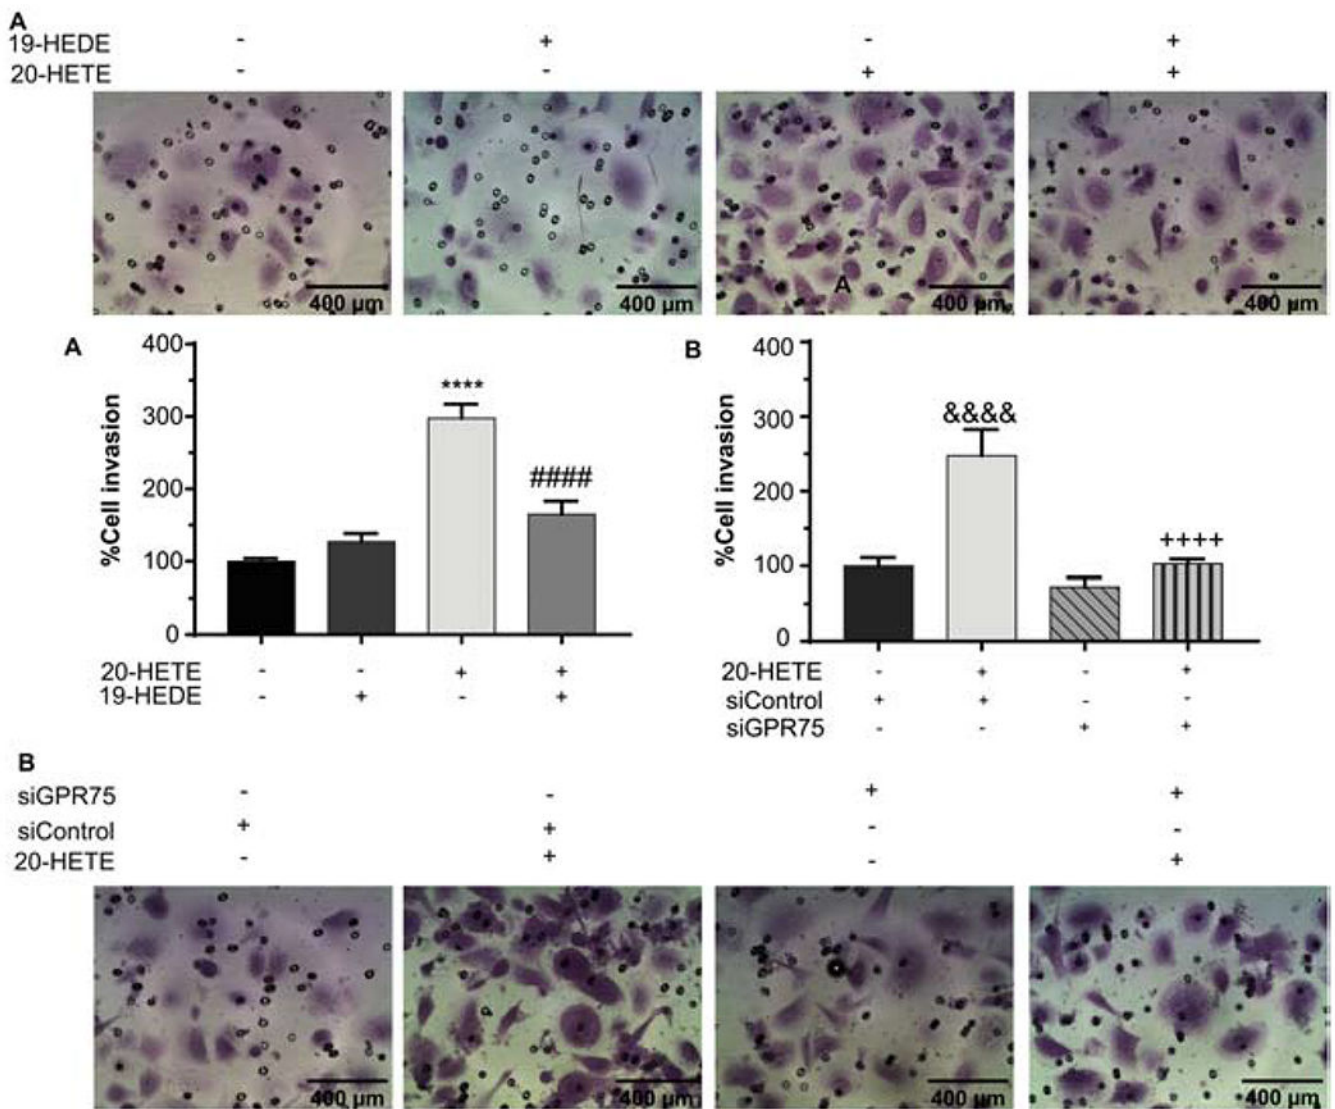 A
19-HEDE - + - +
20-HETE - - + +
A
400 µm 400 µm 400 µm 400 µm
A
%Cell invasion
400
300
200
100
0
****
####
20-HETE - - + +
19-HEDE - + - +
B
%Cell invasion
400
300
200
100
0
&&&&
++++
20-HETE - + - +
siControl + + - -
siGPR75 - - + +
B
siGPR75 - - + +
siControl + + - -
20-HETE - + - +
400 µm 400 µm 400 µm 400 µm